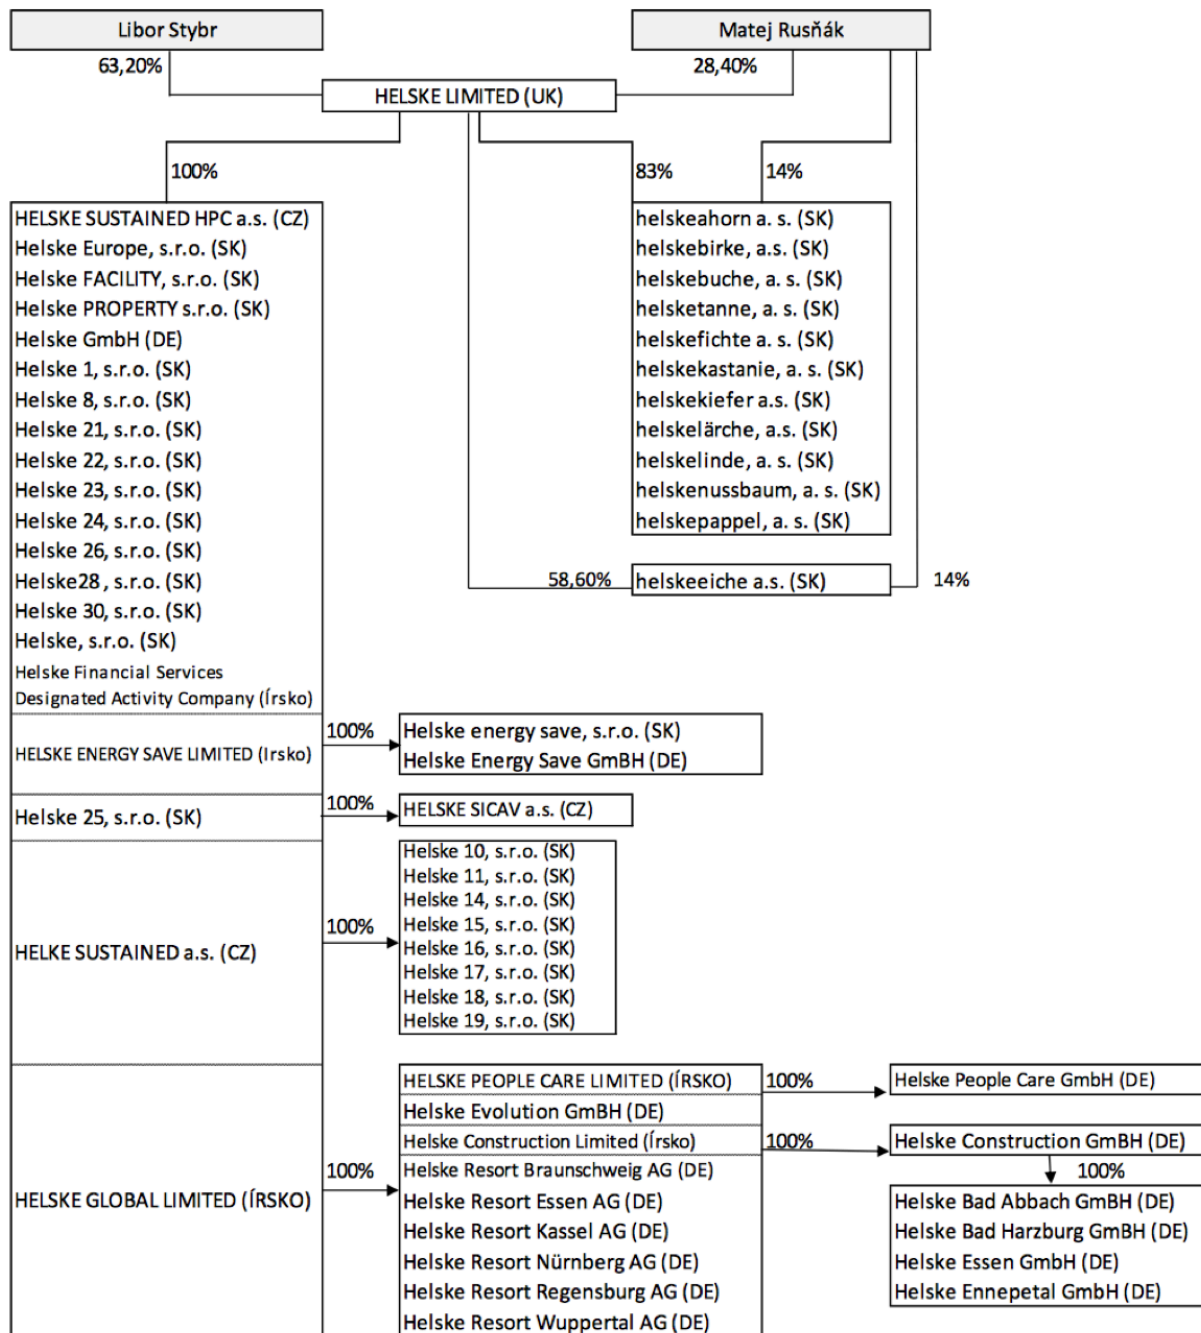 Libor Stybr
Matej Rusňák
63,20%
28,40%
HELSKE LIMITED (UK)
100%
83%
14%
HELSKE SUSTAINED HPC a.s. (CZ)
Helske Europe, s.r.o. (SK)
Helske FACILITY, s.r.o. (SK)
Helske PROPERTY s.r.o. (SK)
Helske GmbH (DE)
Helske 1, s.r.o. (SK)
Helske 8, s.r.o. (SK)
Helske 21, s.r.o. (SK)
Helske 22, s.r.o. (SK)
Helske 23, s.r.o. (SK)
Helske 24, s.r.o. (SK)
Helske 26, s.r.o. (SK)
Helske28 , s.r.o. (SK)
Helske 30, s.r.o. (SK)
Helske, s.r.o. (SK)
Helske Financial Services
Designated Activity Company (Írsko)
helskeahorn a. s. (SK)
helskebirke, a.s. (SK)
helskebuche, a. s. (SK)
helsketanne, a. s. (SK)
helskefichte a. s. (SK)
helskekastanie, a. s. (SK)
helskekiefer a.s. (SK)
helskelärche, a.s. (SK)
helskelinde, a. s. (SK)
helskenussbaum, a. s. (SK)
helskepappel, a. s. (SK)
58,60%
helskeeiche a.s. (SK)
14%
HELSKE ENERGY SAVE LIMITED (Irsko)
100%
Helske energy save, s.r.o. (SK)
Helske Energy Save GmBH (DE)
Helske 25, s.r.o. (SK)
100%
HELSKE SICAV a.s. (CZ)
HELKE SUSTAINED a.s. (CZ)
100%
Helske 10, s.r.o. (SK)
Helske 11, s.r.o. (SK)
Helske 14, s.r.o. (SK)
Helske 15, s.r.o. (SK)
Helske 16, s.r.o. (SK)
Helske 17, s.r.o. (SK)
Helske 18, s.r.o. (SK)
Helske 19, s.r.o. (SK)
HELSKE GLOBAL LIMITED (ÍRSKO)
100%
HELSKE PEOPLE CARE LIMITED (ÍRSKO)
Helske Evolution GmBH (DE)
Helske Construction Limited (Írsko)
Helske Resort Braunschweig AG (DE)
Helske Resort Essen AG (DE)
Helske Resort Kassel AG (DE)
Helske Resort Nürnberg AG (DE)
Helske Resort Regensburg AG (DE)
Helske Resort Wuppertal AG (DE)
100%
Helske People Care GmbH (DE)
100%
Helske Construction GmBH (DE)
100%
Helske Bad Abbach GmBH (DE)
Helske Bad Harzburg GmBH (DE)
Helske Essen GmbH (DE)
Helske Ennepetal GmbH (DE)